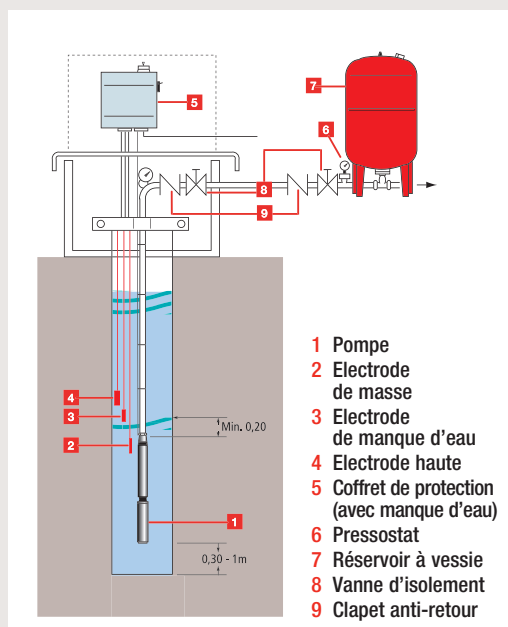 7
6
5
8
9
4
3
Min. 0,20
2
1
0,30 - 1m
1 Pompe
2 Electrode
de masse
3 Electrode
de manque d'eau
4 Electrode haute
5 Coffret de protection
(avec manque d'eau)
6 Pressostat
7 Réservoir à vessie
8 Vanne d'isolement
9 Clapet anti-retour